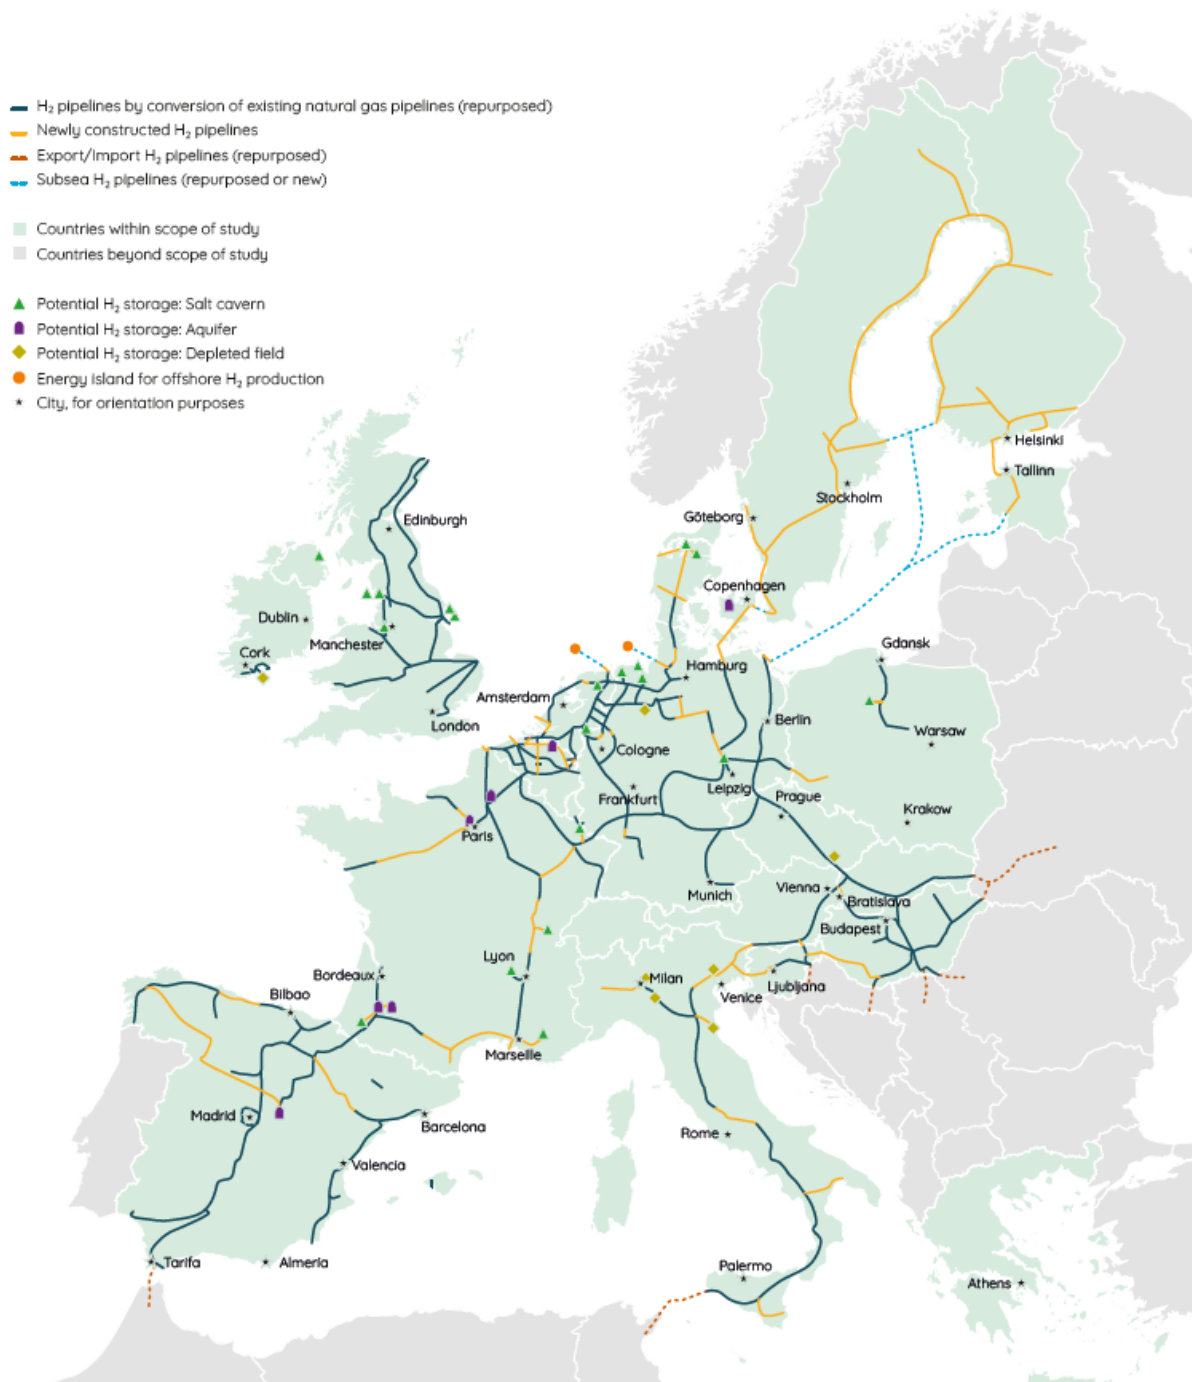 H₂ pipelines by conversion of existing natural gas pipelines (repurposed)
Newly constructed H₂ pipelines
Export/Import H₂ pipelines (repurposed)
Subsea H₂ pipelines (repurposed or new)
Countries within scope of study
Countries beyond scope of study
Potential H₂ storage: Salt cavern
Potential H₂ storage: Aquifer
Potential H₂ storage: Depleted field
Energy island for offshore H₂ production
City, for orientation purposes
Helsinki
Tallinn
Stockholm
Göteborg
Edinburgh
Copenhagen
Dublin
Manchester
Gdansk
Cork
Hamburg
Amsterdam
London
Berlin
Warsaw
Cologne
Leipzig
Frankfurt
Prague
Krakow
Paris
Munich
Vienna
Bratislava
Budapest
Lyon
Bordeaux
Milan
Ljubljana
Bilbao
Venice
Marseille
Madrid
Barcelona
Rome
Valencia
Tarifa
Almería
Palermo
Athens